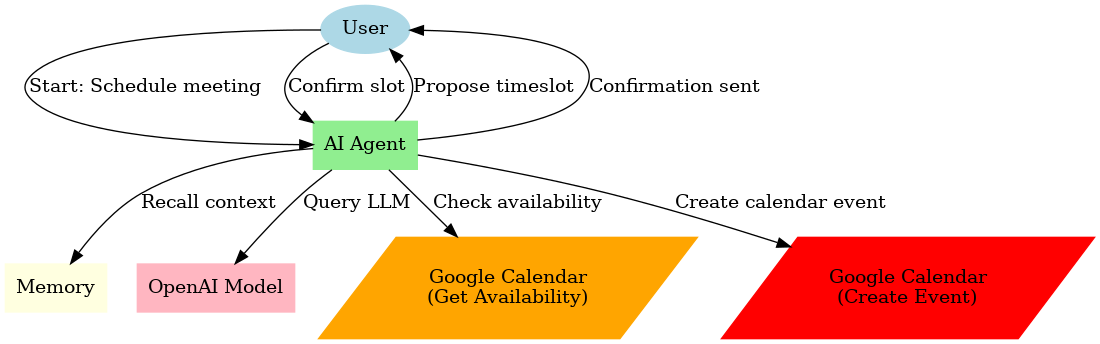 User
Start: Schedule meeting
Confirm slot
Propose timeslot
Confirmation sent
AI Agent
Recall context
Query LLM
Check availability
Create calendar event
Memory
OpenAI Model
Google Calendar
(Get Availability)
Google Calendar
(Create Event)